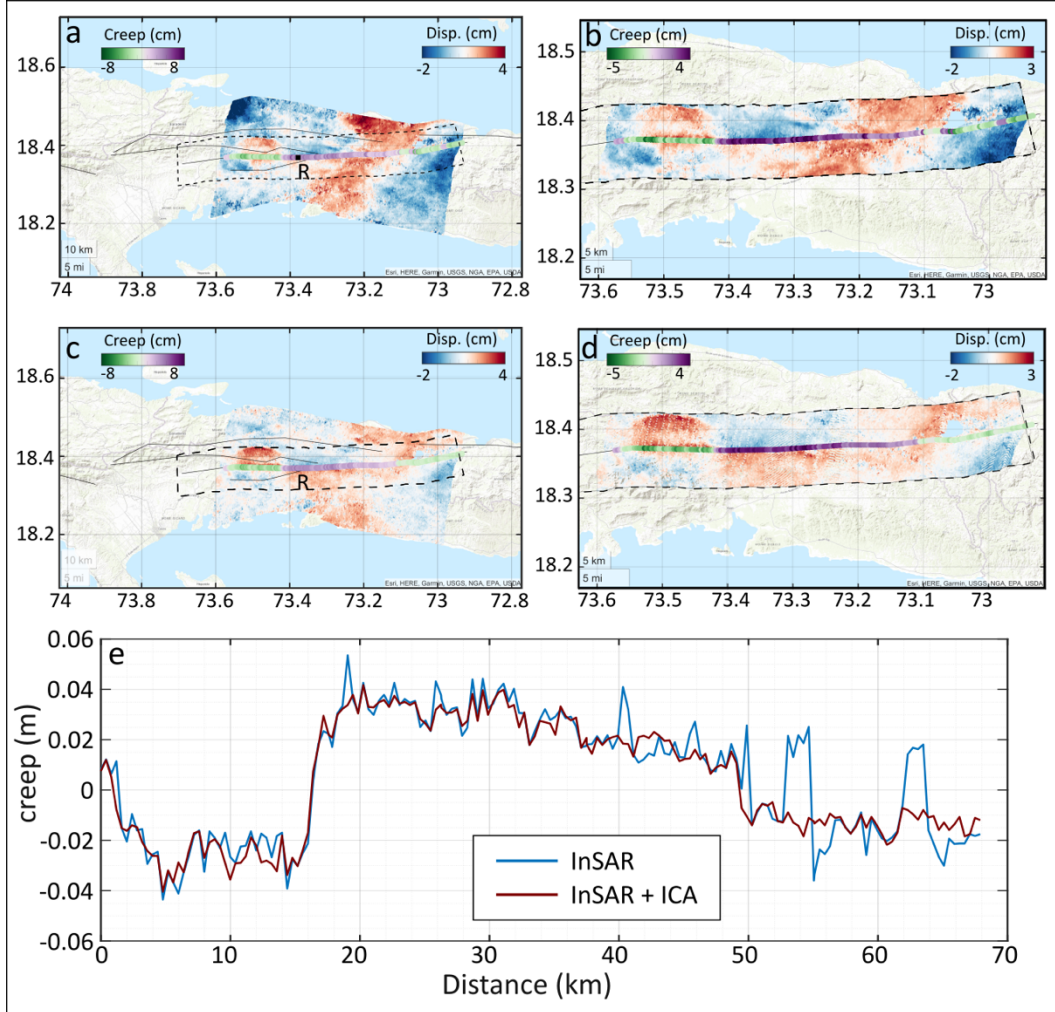 a
Creep (cm)
-8 8
Disp. (cm)
-2 4
18.6
18.4
18.2
R
10 km
5 mi
Esri, HERE, Garmin, USGS, NGA, EPA, USDA
74 73.8 73.6 73.4 73.2 73 72.8
b
Creep (cm)
-5 4
Disp. (cm)
-2 3
18.5
18.4
18.3
18.2
5 km
5 mi
Esri, HERE, Garmin, USGS, NGA, EPA, USDA
73.6 73.5 73.4 73.3 73.2 73.1 73
c
Creep (cm)
-8 8
Disp. (cm)
-2 4
18.6
18.4
18.2
R
10 km
5 mi
Esri, HERE, Garmin, USGS, NGA, EPA, USDA
74 73.8 73.6 73.4 73.2 73 72.8
d
Creep (cm)
-5 4
Disp. (cm)
-2 3
18.5
18.4
18.3
18.2
5 km
5 mi
Esri, HERE, Garmin, USGS, NGA, EPA, USDA
73.6 73.5 73.4 73.3 73.2 73.1 73
e
0.06
0.04
0.02
0
-0.02
-0.04
-0.06
creep (m)
InSAR
InSAR + ICA
0 10 20 30 40 50 60 70
Distance (km)